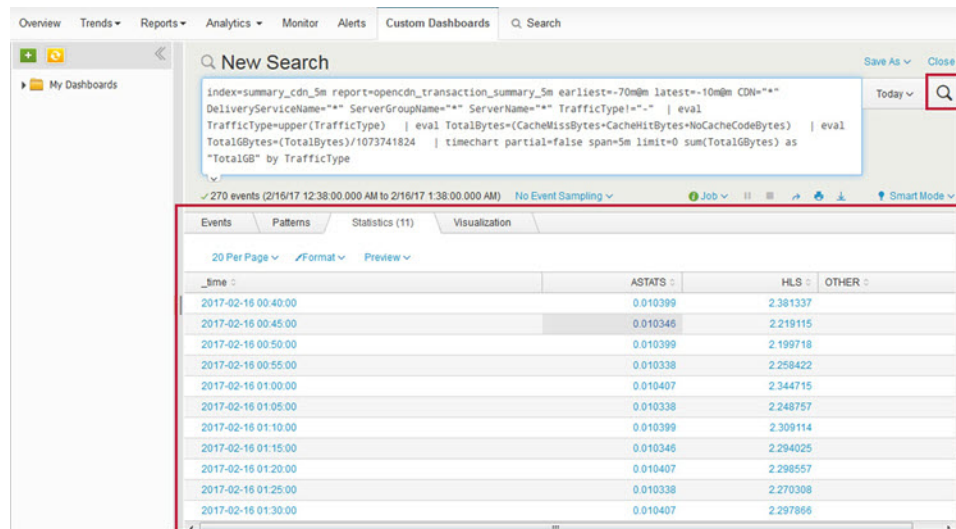 Overview Trends Reports Analytics Monitor Alerts Custom Dashboards Search
My Dashboards
New Search
Save As Close
index=summary_cdn_5m report=opencdn_transaction_summary_5m earliest=-70m@m latest=-10m@m CDN="*"
DeliveryServiceName="*" ServerGroupName="*" ServerName="*" TrafficType!="-" | eval
TrafficType=upper(TrafficType) | eval TotalBytes=(CacheMissBytes+CacheHitBytes+NoCacheCodeBytes) | eval
TotalGBytes=(TotalBytes)/1073741824 | timechart partial=false span=5m limit=0 sum(TotalGBytes) as
"TotalGB" by TrafficType
Today
270 events (2/16/17 12:38:00.000 AM to 2/16/17 1:38:00.000 AM) No Event Sampling Job Smart Mode
Events Patterns Statistics (11) Visualization
20 Per Page Format Preview
_time ASTATS HLS OTHER
2017-02-16 00:40:00 0.010399 2.381337
2017-02-16 00:45:00 0.010346 2.219115
2017-02-16 00:50:00 0.010399 2.199718
2017-02-16 00:55:00 0.010338 2.258422
2017-02-16 01:00:00 0.010407 2.344715
2017-02-16 01:05:00 0.010338 2.248757
2017-02-16 01:10:00 0.010399 2.309114
2017-02-16 01:15:00 0.010346 2.294025
2017-02-16 01:20:00 0.010407 2.298557
2017-02-16 01:25:00 0.010338 2.270308
2017-02-16 01:30:00 0.010407 2.297866